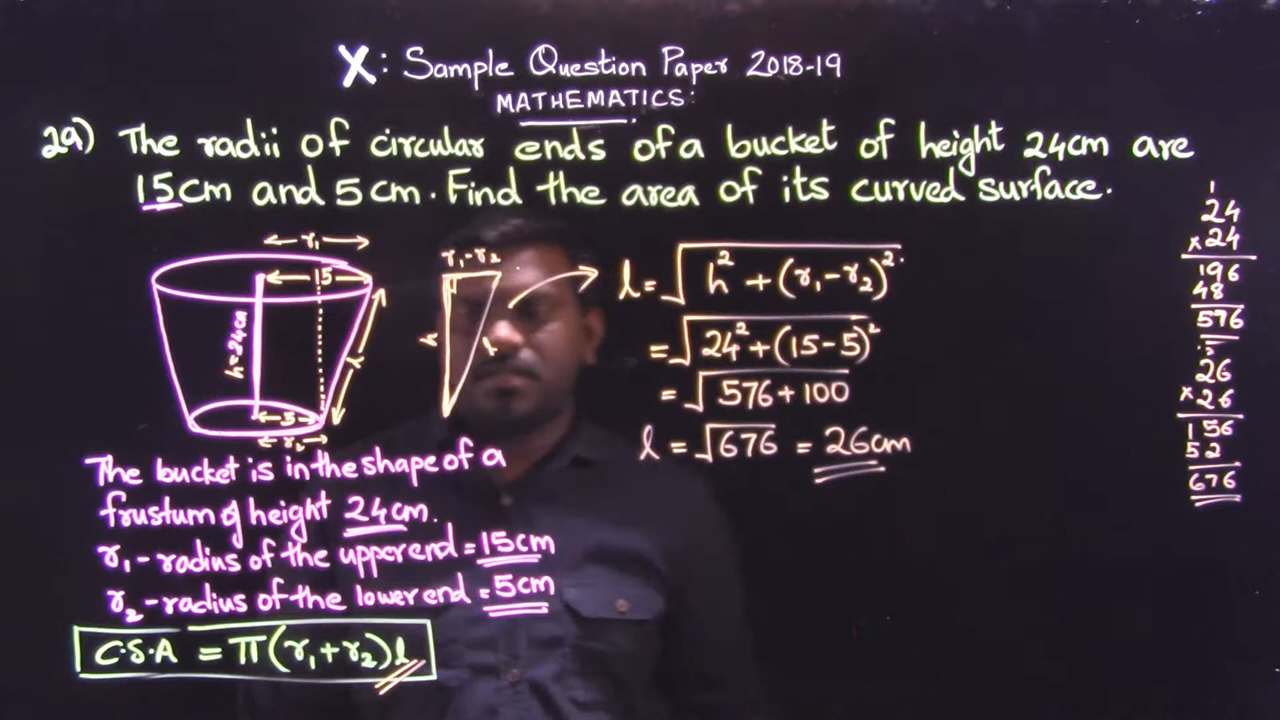 X: Sample Question Paper 2018-19
MATHEMATICS:
29) The radii of circular ends of a bucket of height 24cm are
15cm and 5cm. Find the area of its curved surface.
r₁
15
h=24cm
l
5
r₂
r₁-r₂
h
l
l = √h² + (r₁-r₂)²
= √24² + (15-5)²
= √576 + 100
l = √676 = 26cm
The bucket is in the shape of a
frustum of height 24cm.
r₁ - radius of the upper end = 15cm
r₂ - radius of the lower end = 5cm
C.S.A = π(r₁+r₂)l
1
24
×24
196
48
576
5
26
×26
156
52
676